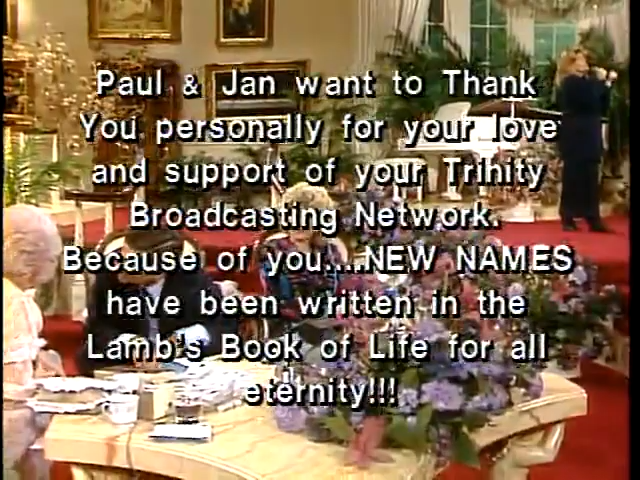 Paul & Jan want to Thank
You personally for your love
and support of your Trinity
Broadcasting Network.
Because of you....NEW NAMES
have been written in the
Lamb's Book of Life for all
eternity!!!